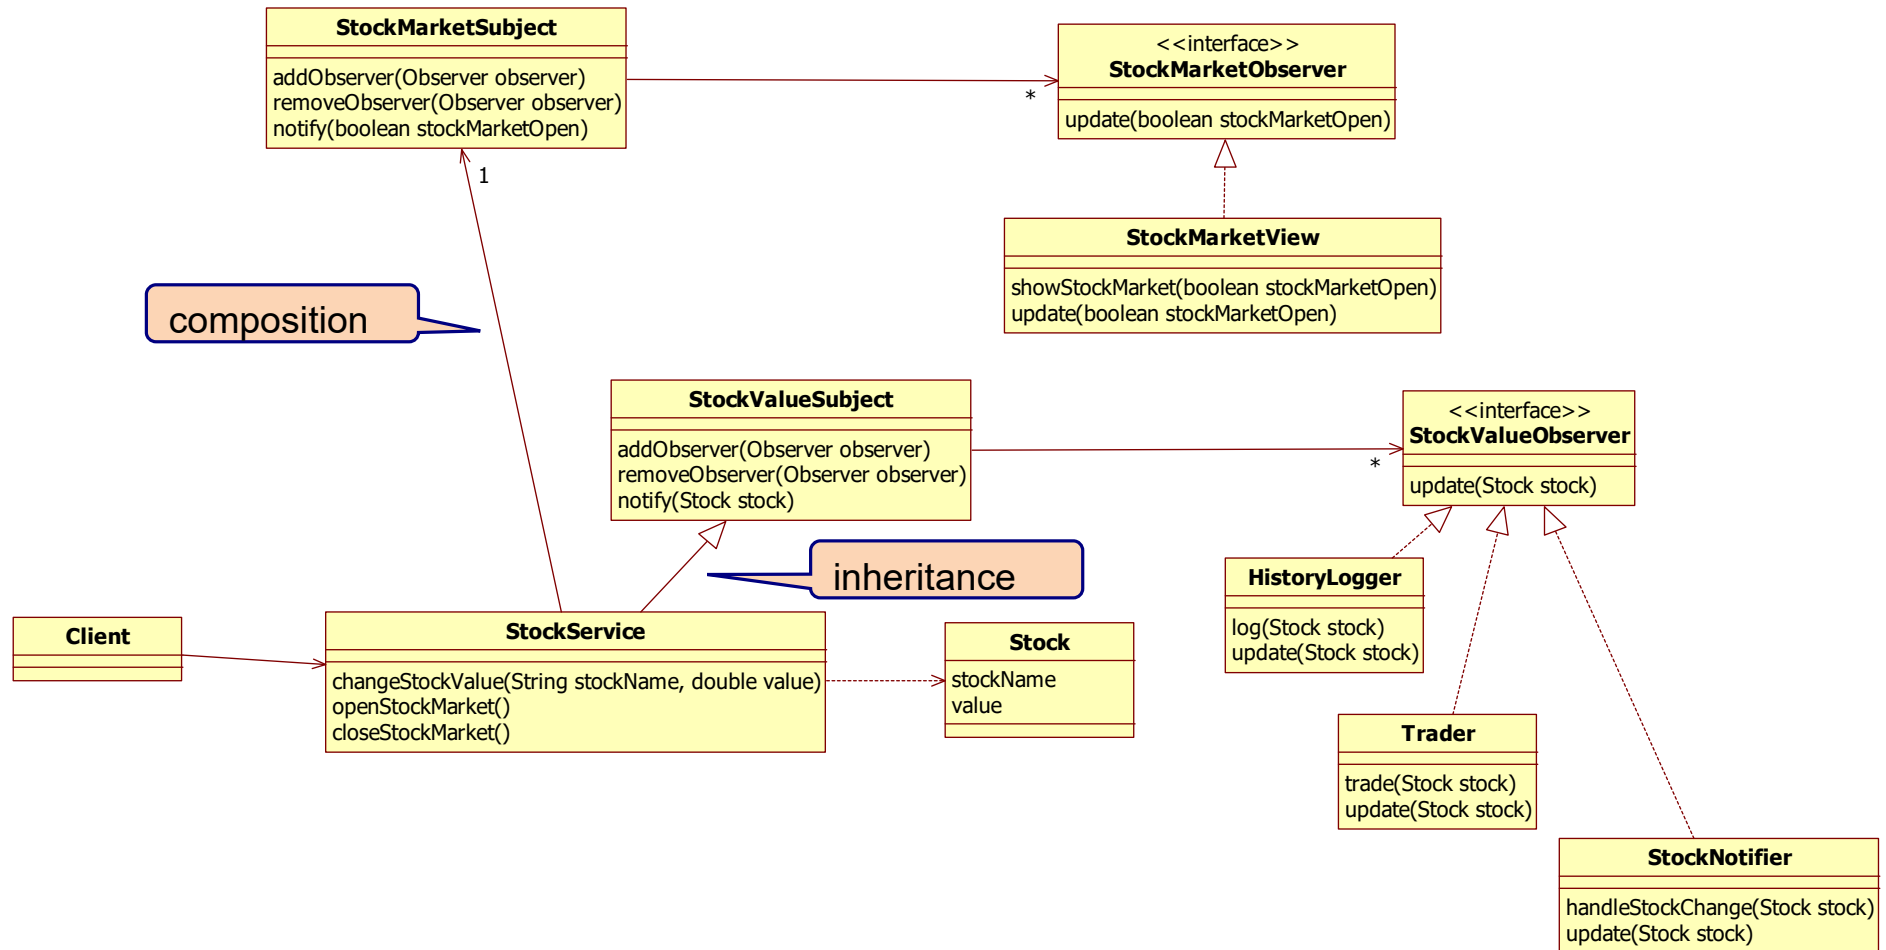 StockMarketSubject
addObserver(Observer observer)
removeObserver(Observer observer)
notify(boolean stockMarketOpen)
<<interface>>
StockMarketObserver
update(boolean stockMarketOpen)
*
1
StockMarketView
showStockMarket(boolean stockMarketOpen)
update(boolean stockMarketOpen)
composition
StockValueSubject
addObserver(Observer observer)
removeObserver(Observer observer)
notify(Stock stock)
<<interface>>
StockValueObserver
update(Stock stock)
*
inheritance
HistoryLogger
log(Stock stock)
update(Stock stock)
Client
StockService
changeStockValue(String stockName, double value)
openStockMarket()
closeStockMarket()
Stock
stockName
value
Trader
trade(Stock stock)
update(Stock stock)
StockNotifier
handleStockChange(Stock stock)
update(Stock stock)